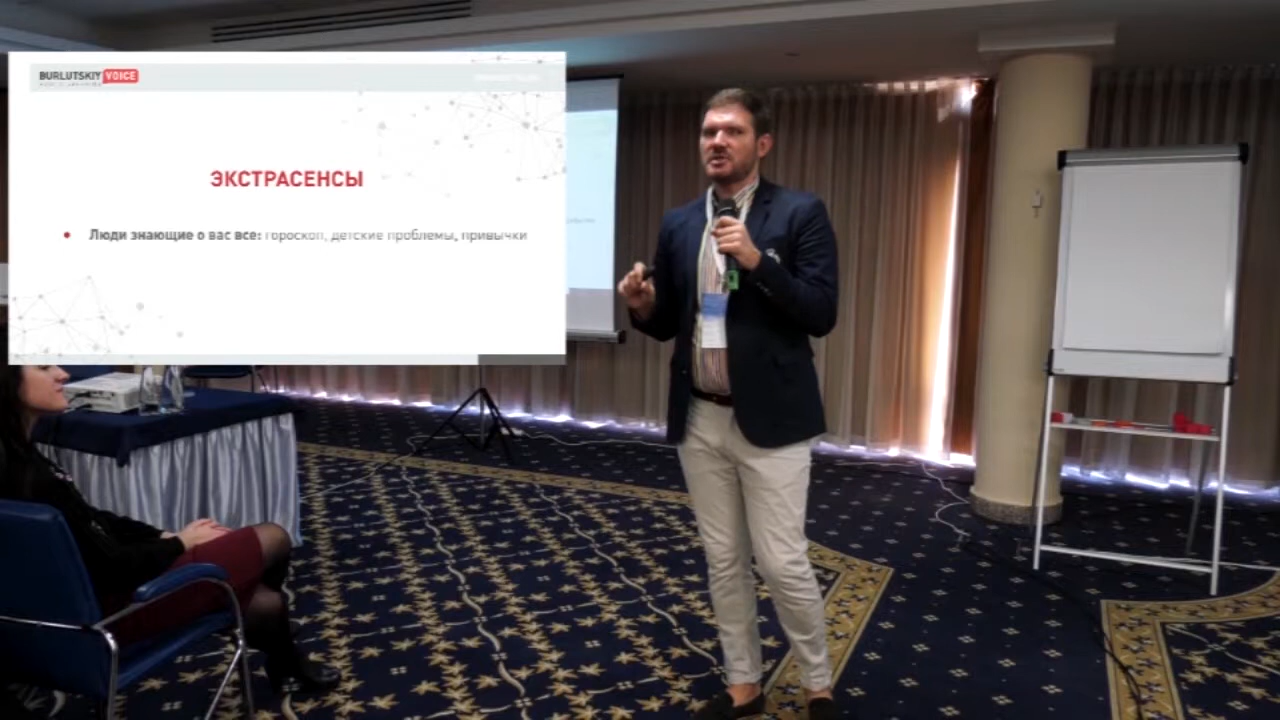 BURLUTSKIY VOICE
ЭКСТРАСЕНСЫ
• Люди знающие о вас все: гороскоп, детские проблемы, привычки